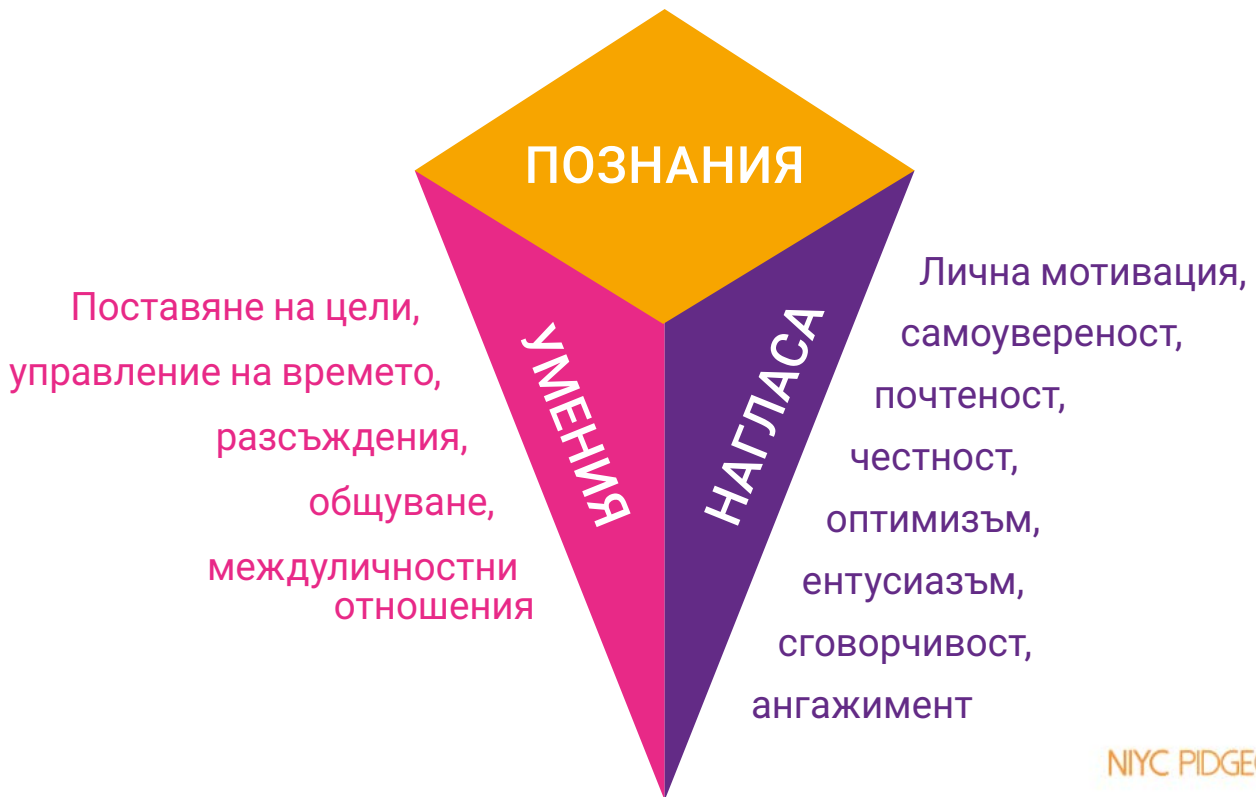 ПОЗНАНИЯ
УМЕНИЯ
НАГЛАСА
Поставяне на цели,
управление на времето,
разсъждения,
общуване,
междуличностни
отношения
Лична мотивация,
самоувереност,
почтеност,
честност,
оптимизъм,
ентусиазъм,
сговорчивост,
ангажимент
NIYC